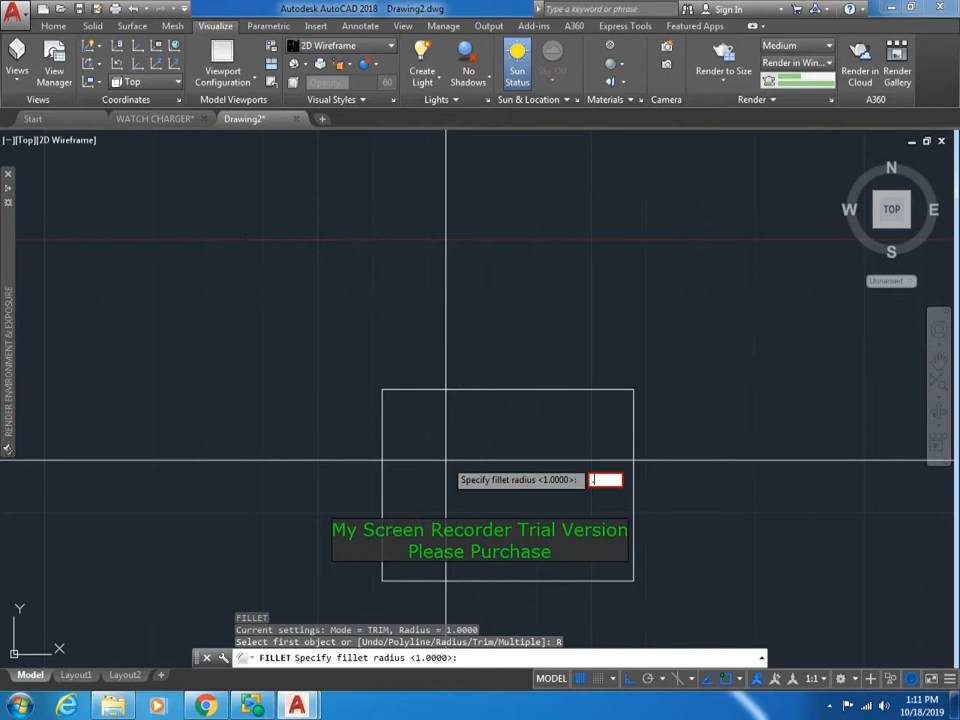 Autodesk AutoCAD 2018   Drawing2.dwg
Type a keyword or phrase
Sign In
Home Solid Surface Mesh Visualize Parametric Insert Annotate View Manage Output Add-ins A360 Express Tools Featured Apps
2D Wireframe
Medium
Render in Win...
Top
Opacity 60
Views
View Manager
Viewport Configuration
Create Light
No Shadows
Sun Status
Sky Off
Render to Size
Render in Cloud
Render Gallery
Views Coordinates Model Viewports Visual Styles Lights Sun & Location Materials Camera Render A360
Start WATCH CHARGER* Drawing2*
[−][Top][2D Wireframe]
N
W TOP E
S
Unnamed
RENDER ENVIRONMENT & EXPOSURE
Specify fillet radius <1.0000>: .
My Screen Recorder Trial Version
Please Purchase
Y
X
FILLET
Current settings: Mode = TRIM, Radius = 1.0000
Select first object or [Undo/Polyline/Radius/Trim/Multiple]: R
FILLET Specify fillet radius <1.0000>:
Model Layout1 Layout2 +
MODEL
1:1
1:11 PM
10/18/2019